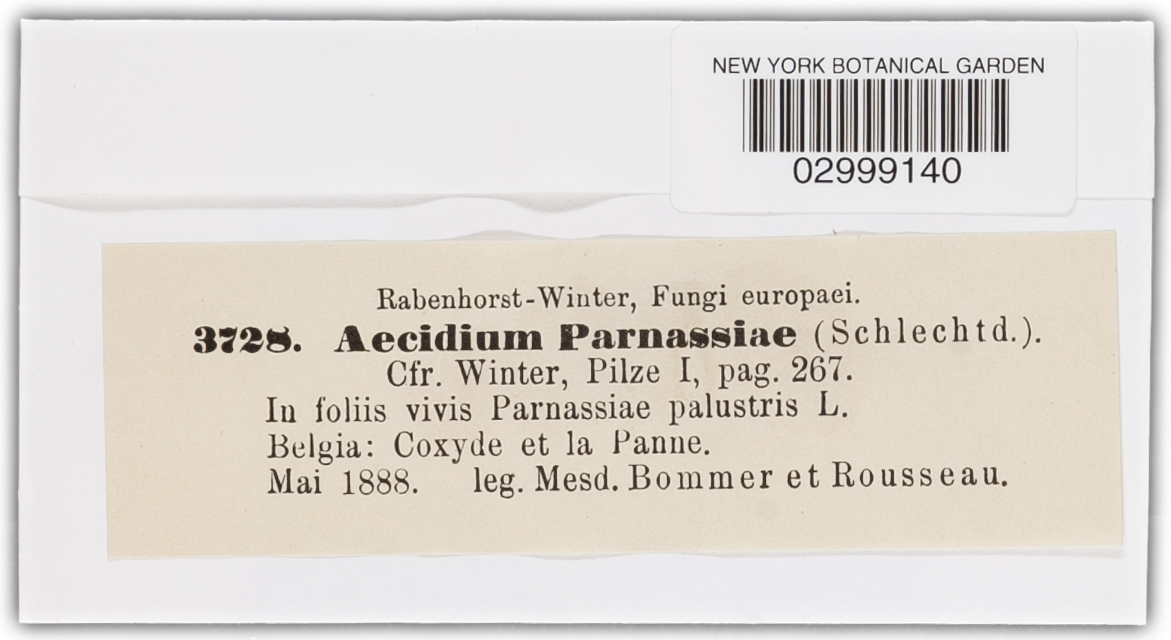 NEW YORK BOTANICAL GARDEN
02999140
Rabenhorst-Winter, Fungi europaei.
3728. Aecidium Parnassiae (Schlechtd.).
Cfr. Winter, Pilze I, pag. 267.
In foliis vivis Parnassiae palustris L.
Belgia: Coxyde et la Panne.
Mai 1888. leg. Mesd. Bommer et Rousseau.